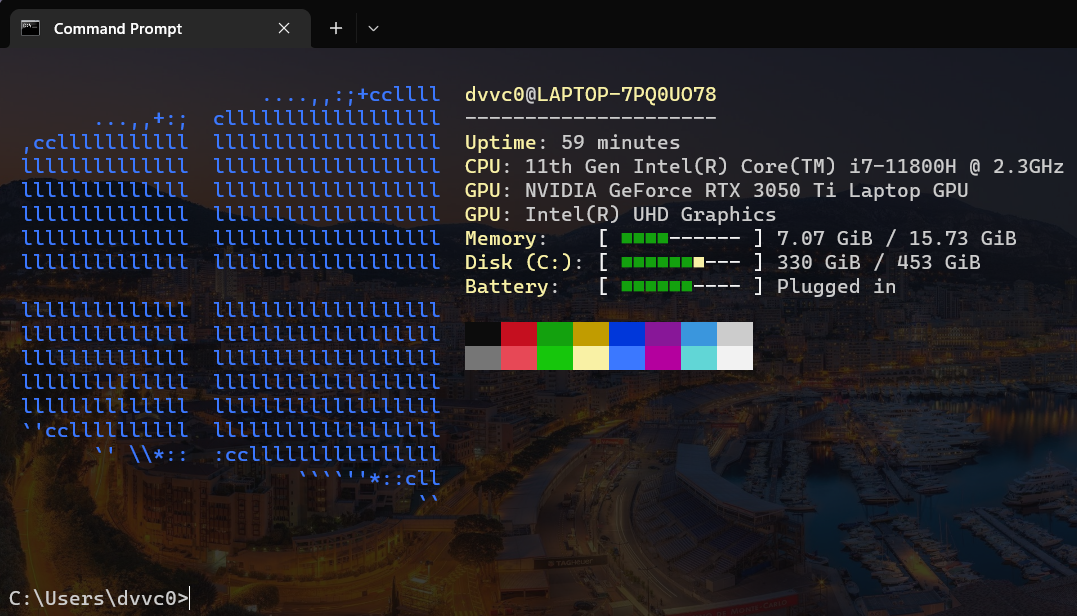 Command Prompt
....,,:;+ccllll dvvc0@LAPTOP-7PQ0UO78
...,,+:;  cllllllllllllllllll ---------------------
,cclllllllllll  lllllllllllllllllll Uptime: 59 minutes
llllllllllllll  lllllllllllllllllll CPU: 11th Gen Intel(R) Core(TM) i7-11800H @ 2.3GHz
llllllllllllll  lllllllllllllllllll GPU: NVIDIA GeForce RTX 3050 Ti Laptop GPU
llllllllllllll  lllllllllllllllllll GPU: Intel(R) UHD Graphics
llllllllllllll  lllllllllllllllllll Memory: [ ■■■■------ ] 7.07 GiB / 15.73 GiB
llllllllllllll  lllllllllllllllllll Disk (C:): [ ■■■■■■■--- ] 330 GiB / 453 GiB
Battery: [ ■■■■■■---- ] Plugged in
llllllllllllll  lllllllllllllllllll
llllllllllllll  lllllllllllllllllll
llllllllllllll  lllllllllllllllllll
llllllllllllll  lllllllllllllllllll
llllllllllllll  lllllllllllllllllll
`'ccllllllllll  lllllllllllllllllll
`' \\*::  :ccllllllllllllllll
````''*::cll
``
C:\Users\dvvc0>